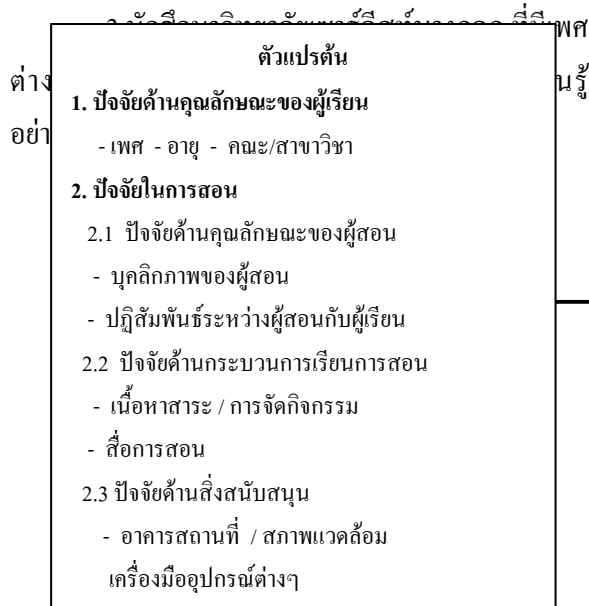 ต่าง
นรู้
อย่า
ตัวแปรต้น
1. ปัจจัยด้านคุณลักษณะของผู้เรียน
- เพศ - อายุ - คณะ/สาขาวิชา
2. ปัจจัยในการสอน
2.1 ปัจจัยด้านคุณลักษณะของผู้สอน
- บุคลิกภาพของผู้สอน
- ปฏิสัมพันธ์ระหว่างผู้สอนกับผู้เรียน
2.2 ปัจจัยด้านกระบวนการเรียนการสอน
- เนื้อหาสาระ / การจัดกิจกรรม
- สื่อการสอน
2.3 ปัจจัยด้านสิ่งสนับสนุน
- อาคารสถานที่ / สภาพแวดล้อม
เครื่องมืออุปกรณ์ต่างๆ